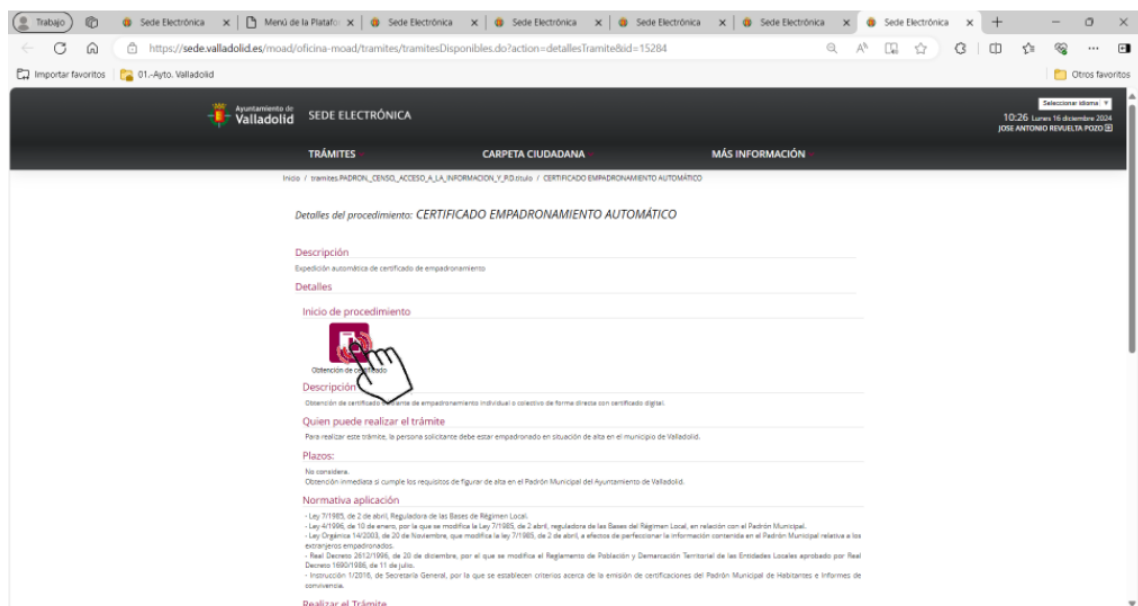 Trabajo
Sede Electrónica
Menú de la Platafo
Sede Electrónica
Sede Electrónica
Sede Electrónica
Sede Electrónica
Sede Electrónica
https://sede.valladolid.es/moad/oficina-moad/tramites/tramitesDisponibles.do?action=detallesTramite&id=15284
Importar favoritos
01.-Ayto. Valladolid
Otros favoritos
Ayuntamiento de
Valladolid
SEDE ELECTRÓNICA
Seleccionar idioma
10:26 Lunes 16 diciembre 2024
JOSE ANTONIO REVUELTA POZO
TRÁMITES
CARPETA CIUDADANA
MÁS INFORMACIÓN
Inicio / tramites.PADRON,_CENSO,_ACCESO_A_LA_INFORMACION_Y_P.D.titulo / CERTIFICADO EMPADRONAMIENTO AUTOMÁTICO
Detalles del procedimiento: CERTIFICADO EMPADRONAMIENTO AUTOMÁTICO
Descripción
Expedición automática de certificado de empadronamiento
Detalles
Inicio de procedimiento
Obtención de
Descripción
Obtención de certificado de empadronamiento individual o colectivo de forma directa con certificado digital.
Quien puede realizar el trámite
Para realizar este trámite, la persona solicitante debe estar empadronado en situación de alta en el municipio de Valladolid.
Plazos:
No considera.
Obtención inmediata si cumple los requisitos de figurar de alta en el Padrón Municipal del Ayuntamiento de Valladolid.
Normativa aplicación
- Ley 7/1985, de 2 de abril, Reguladora de las Bases de Régimen Local.
- Ley 4/1996, de 10 de enero, por la que se modifica la Ley 7/1985, de 2 abril, reguladora de las Bases del Régimen Local, en relación con el Padrón Municipal.
- Ley Orgánica 14/2003, de 20 de Noviembre, que modifica la ley 7/1985, de 2 de abril, a efectos de perfeccionar la información contenida en el Padrón Municipal relativa a los
extranjeros empadronados.
- Real Decreto 2612/1996, de 20 de diciembre, por el que se modifica el Reglamento de Población y Demarcación Territorial de las Entidades Locales aprobado por Real
Decreto 1690/1986, de 11 de julio.
- Instrucción 1/2016, de Secretaría General, por la que se establecen criterios acerca de la emisión de certificaciones del Padrón Municipal de Habitantes e Informes de
convivencia.
Realizar el Trámite